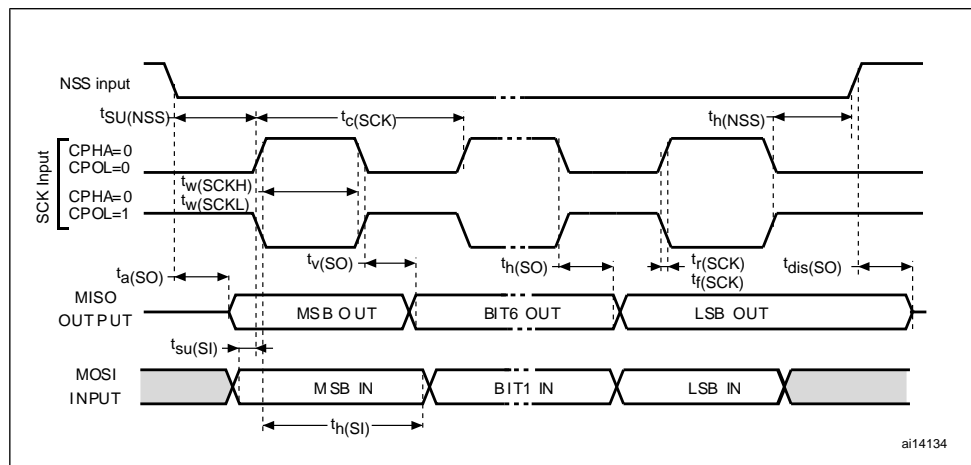 NSS input
tSU(NSS)
tc(SCK)
th(NSS)
SCK Input
CPHA=0
CPOL=0
CPHA=0
CPOL=1
tw(SCKH)
tw(SCKL)
ta(SO)
tv(SO)
th(SO)
tr(SCK)
tf(SCK)
tdis(SO)
MISO
OUTPUT
MSB OUT
BIT6 OUT
LSB OUT
tsu(SI)
MOSI
INPUT
MSB IN
BIT1 IN
LSB IN
th(SI)
ai14134